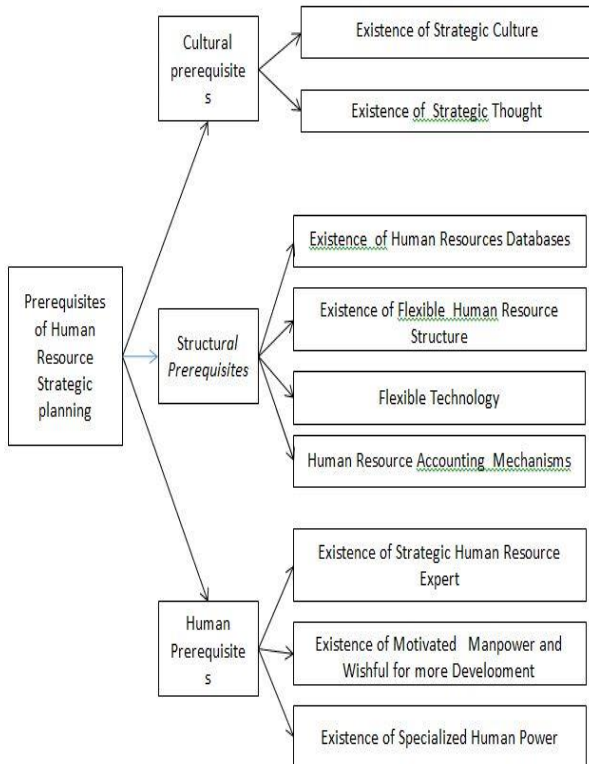 Cultural
prerequisite
s
Existence of Strategic Culture
Existence of Strategic Thought
Prerequisites
of Human
Resource
Strategic
planning
Structural
Prerequisites
Existence of Human Resources Databases
Existence of Flexible Human Resource
Structure
Flexible Technology
Human Resource Accounting Mechanisms
Human
Prerequisite
s
Existence of Strategic Human Resource
Expert
Existence of Motivated Manpower and
Wishful for more Development
Existence of Specialized Human Power